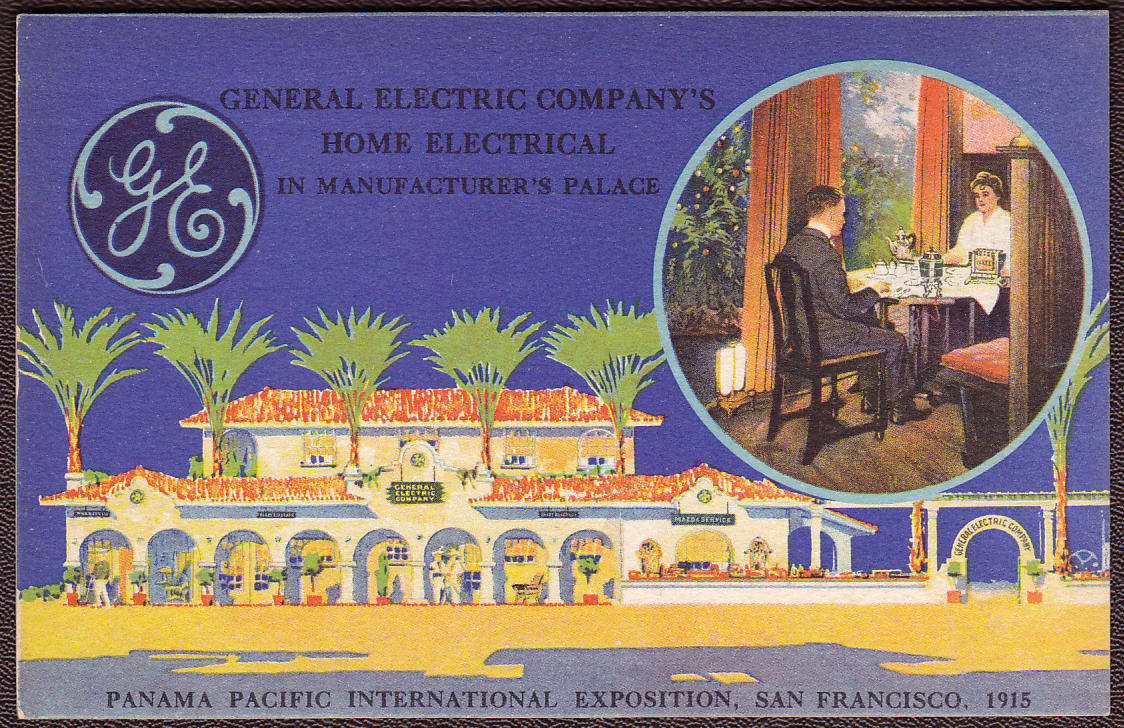 GENERAL ELECTRIC COMPANY'S
HOME ELECTRICAL
IN MANUFACTURER'S PALACE
GE
GENERAL
ELECTRIC
COMPANY
MAZDA SERVICE
GENERAL ELECTRIC COMPANY
PANAMA PACIFIC INTERNATIONAL EXPOSITION, SAN FRANCISCO, 1915